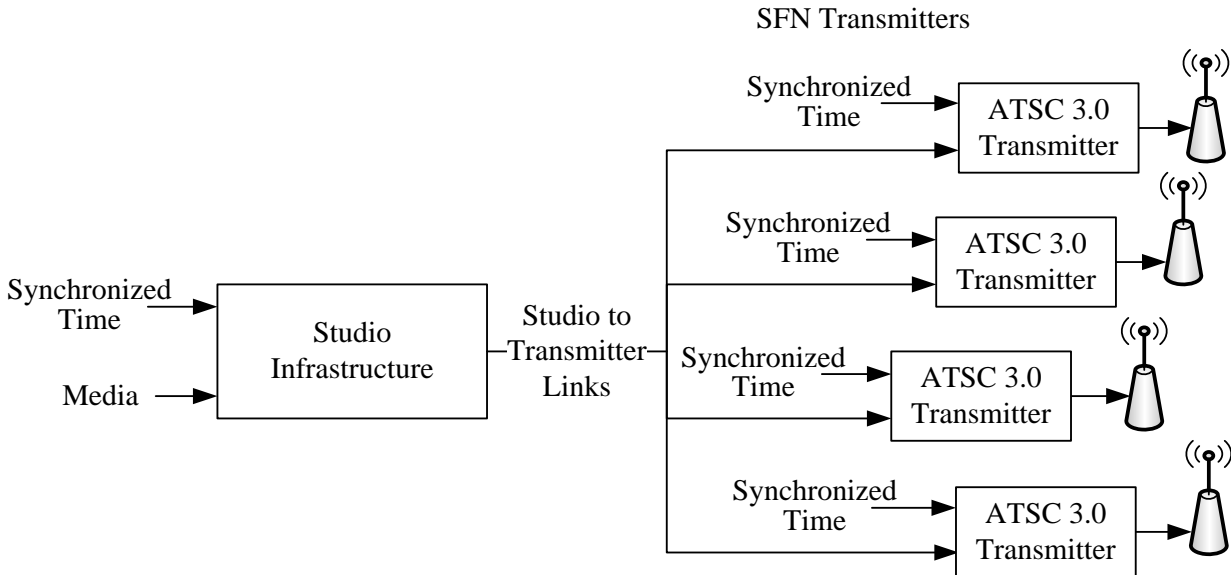 SFN Transmitters
Synchronized
Time
ATSC 3.0
Transmitter
Synchronized
Time
ATSC 3.0
Transmitter
Synchronized
Time
Media
Studio
Infrastructure
Studio to
Transmitter
Links
Synchronized
Time
ATSC 3.0
Transmitter
Synchronized
Time
ATSC 3.0
Transmitter